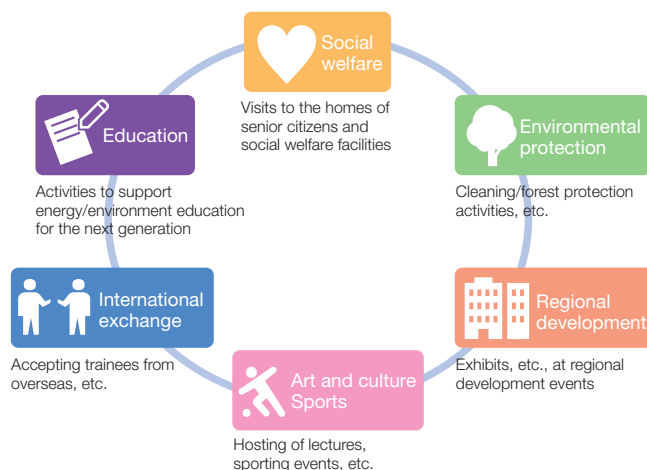 Social
welfare
Visits to the homes of
senior citizens and
social welfare facilities
Environmental
protection
Cleaning/forest protection
activities, etc.
Regional
development
Exhibits, etc., at regional
development events
Art and culture
Sports
Hosting of lectures,
sporting events, etc.
International
exchange
Accepting trainees from
overseas, etc.
Education
Activities to support
energy/environment education
for the next generation